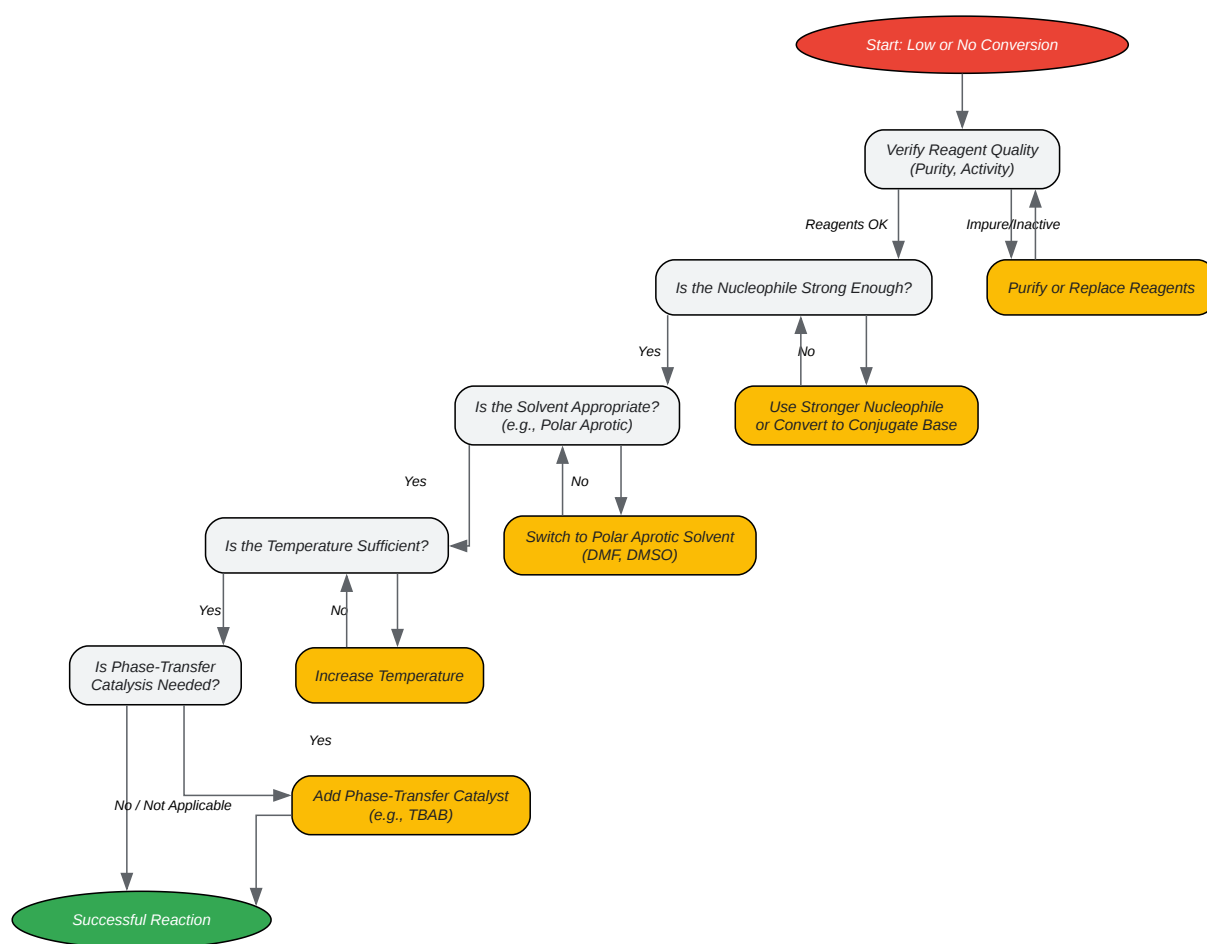 Start: Low or No Conversion
Verify Reagent Quality
(Purity, Activity)
Reagents OK
Impure/Inactive
Is the Nucleophile Strong Enough?
Purify or Replace Reagents
Yes
No
Is the Solvent Appropriate?
(e.g., Polar Aprotic)
Use Stronger Nucleophile
or Convert to Conjugate Base
Yes
No
Is the Temperature Sufficient?
Switch to Polar Aprotic Solvent
(DMF, DMSO)
Yes
No
Is Phase-Transfer
Catalysis Needed?
Increase Temperature
Yes
No / Not Applicable
Add Phase-Transfer Catalyst
(e.g., TBAB)
Successful Reaction